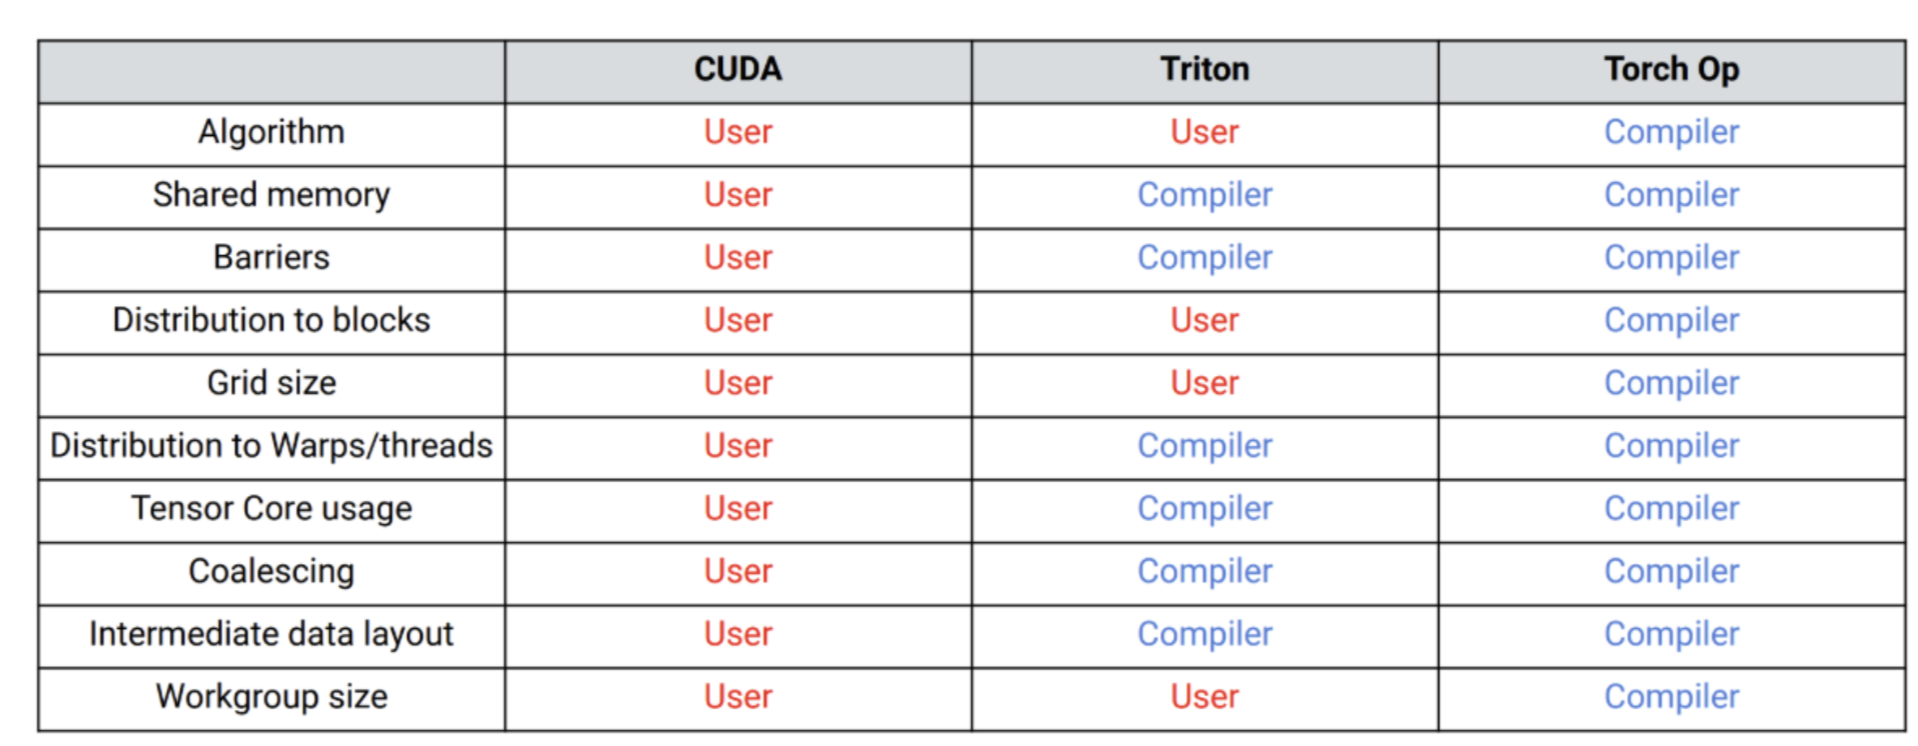 CUDA Triton Torch Op
Algorithm User User Compiler
Shared memory User Compiler Compiler
Barriers User Compiler Compiler
Distribution to blocks User User Compiler
Grid size User User Compiler
Distribution to Warps/threads User Compiler Compiler
Tensor Core usage User Compiler Compiler
Coalescing User Compiler Compiler
Intermediate data layout User Compiler Compiler
Workgroup size User User Compiler